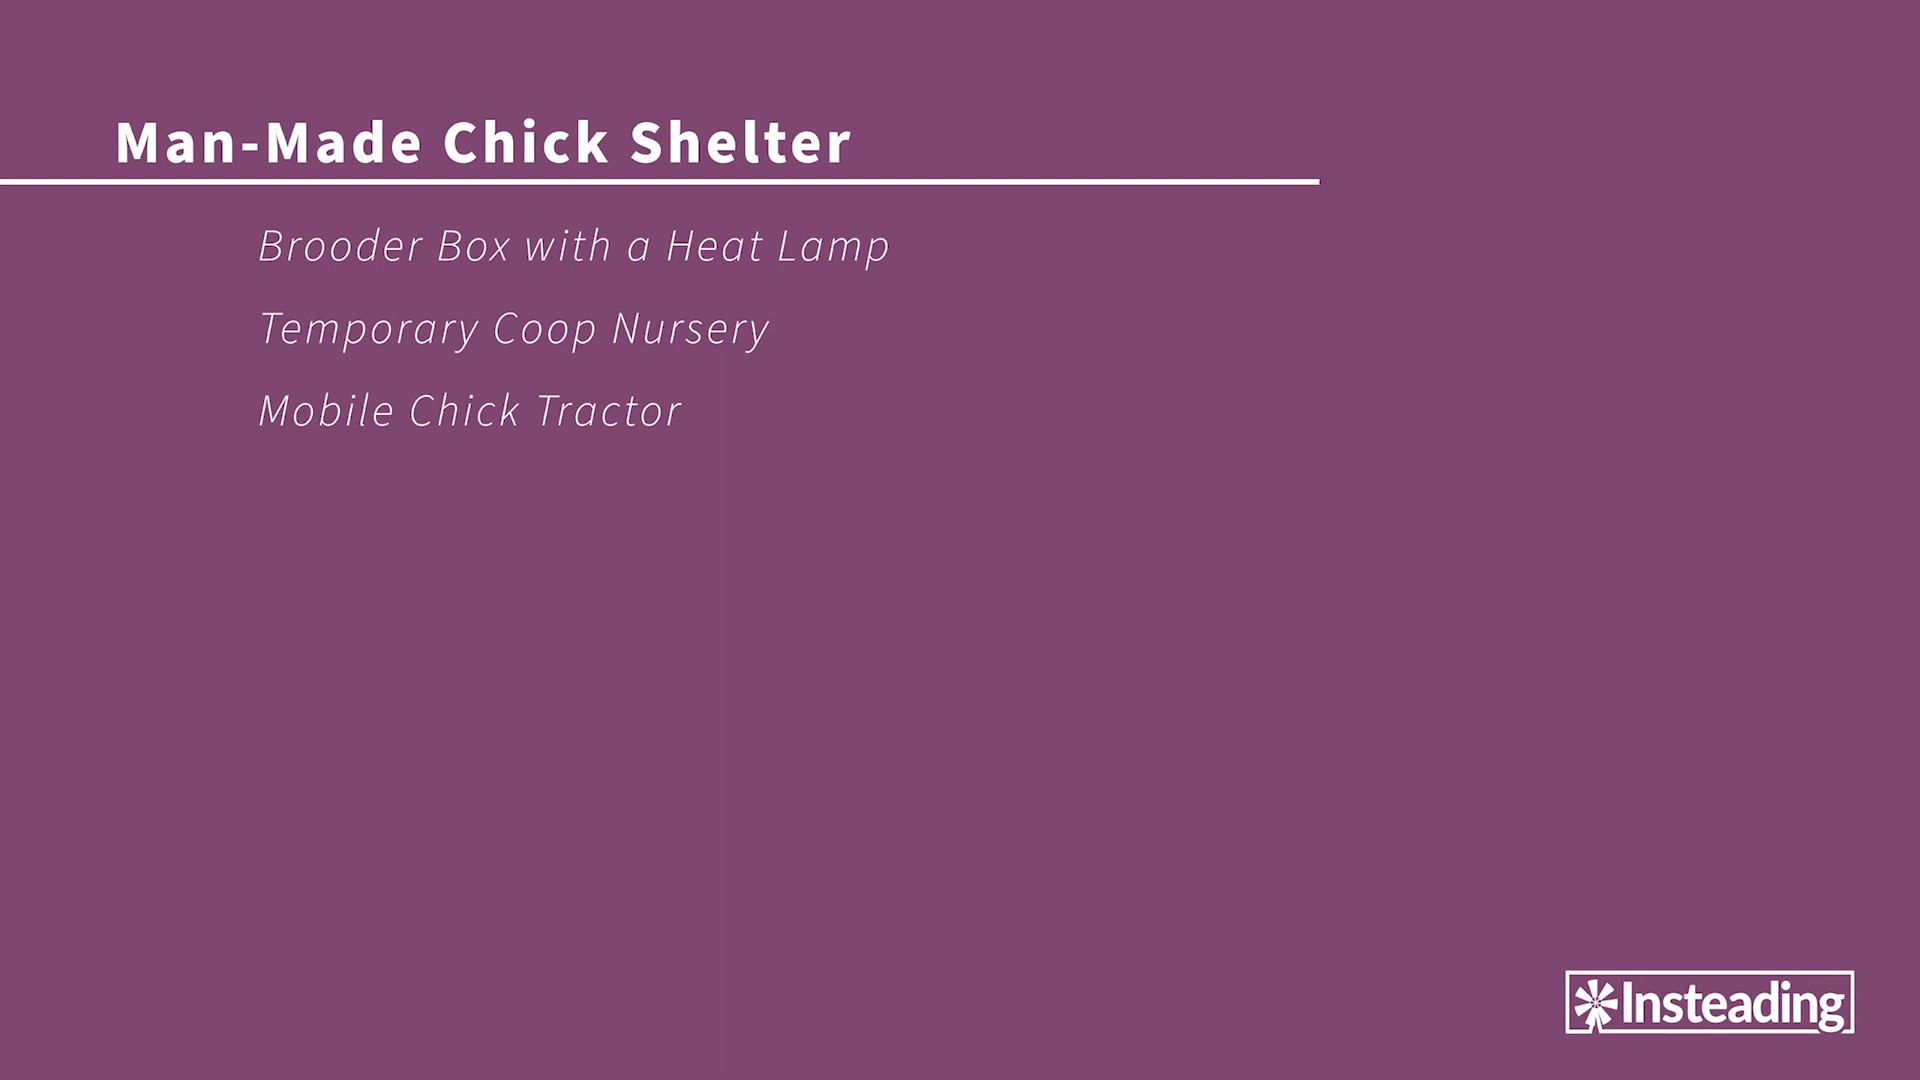 Man-Made Chick Shelter
Brooder Box with a Heat Lamp
Temporary Coop Nursery
Mobile Chick Tractor
Insteading